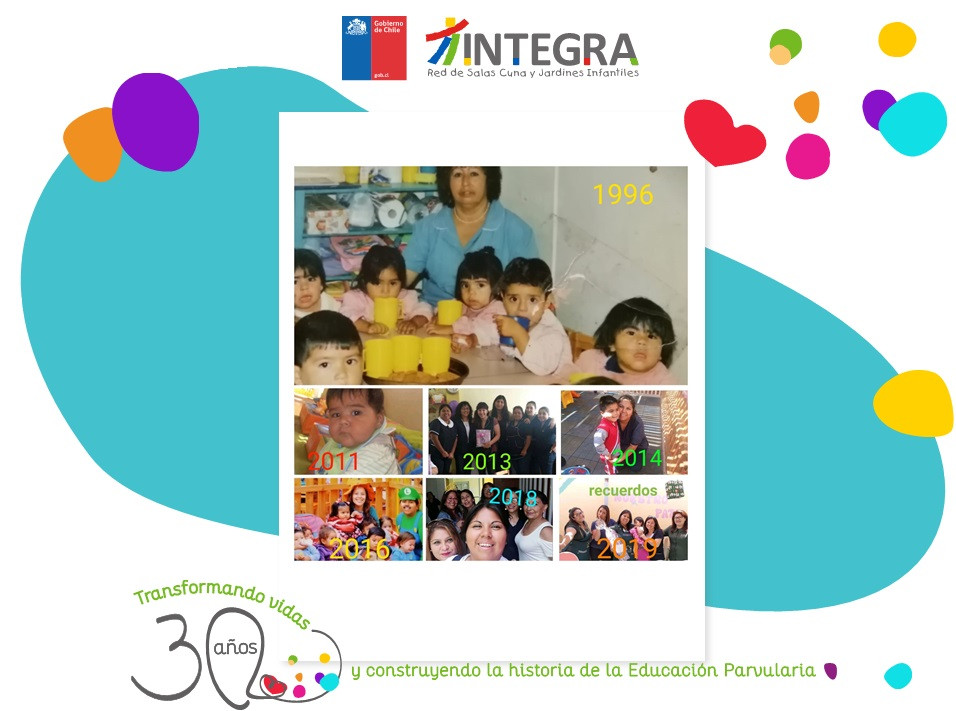 Gobierno
de Chile
gob.cl
INTEGRA
Red de Salas Cuna y Jardines Infantiles
1996
2011
2013
2014
2016
2018
recuerdos
2019
Transformando vidas
30 años
y construyendo la historia de la Educación Parvularia